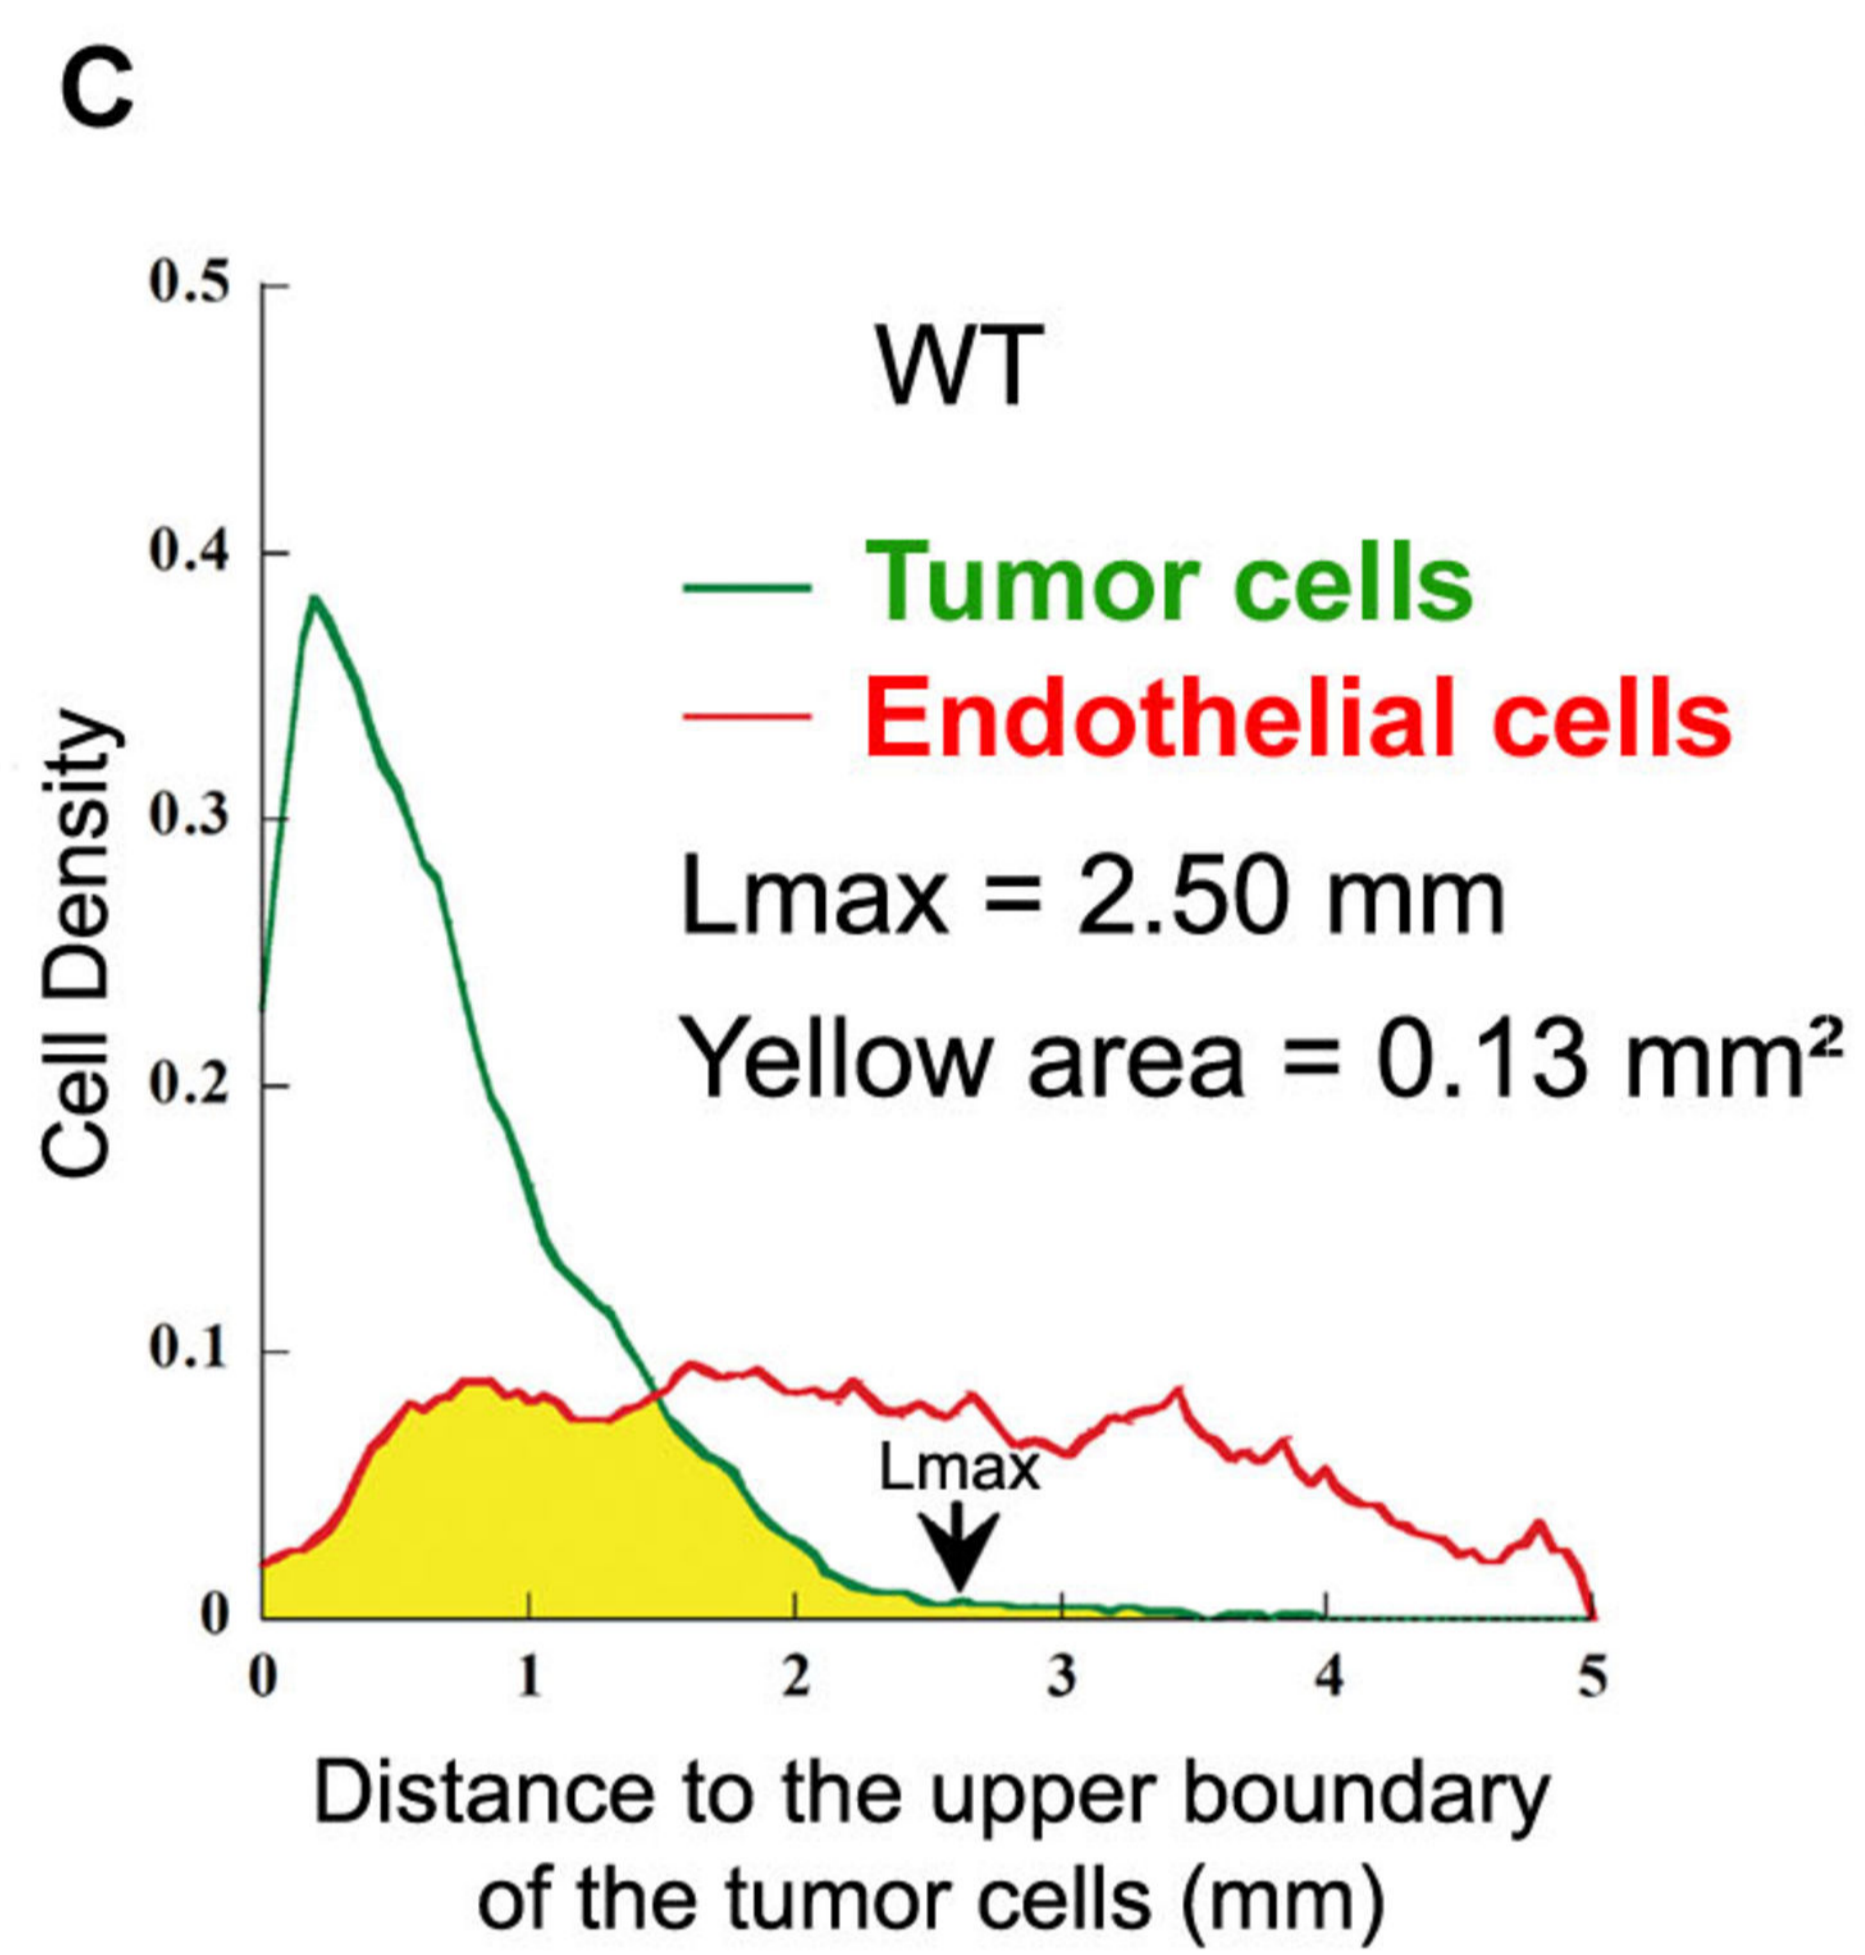 C
0.5
WT
0.4
Tumor cells
Endothelial cells
0.3
Lmax = 2.50 mm
Yellow area = 0.13 mm²
0.2
Cell Density
0.1
Lmax
0
0 1 2 3 4 5
Distance to the upper boundary
of the tumor cells (mm)